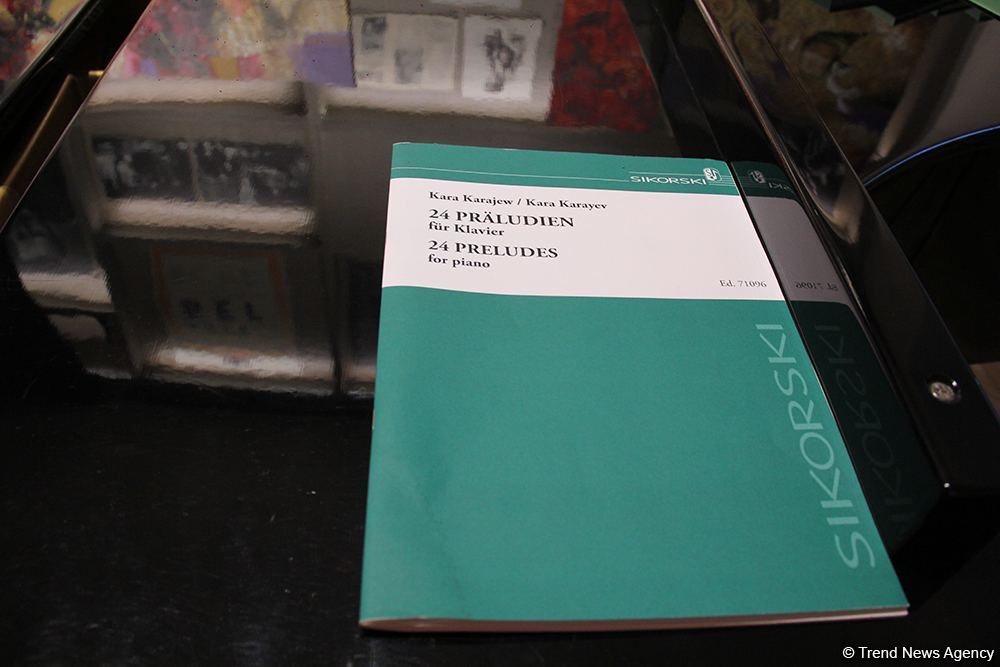 SIKORSKI
Kara Karajew / Kara Karayev
24 PRÄLUDIEN
für Klavier
24 PRELUDES
for piano
Ed. 71096
SIKORSKI
© Trend News Agency